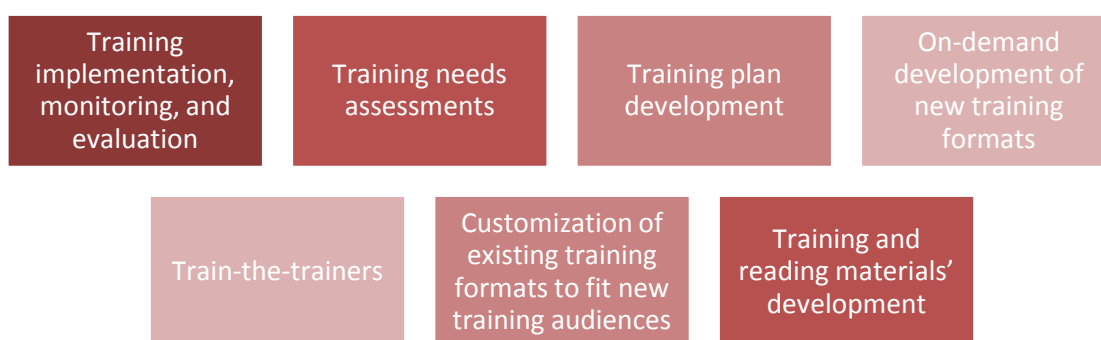 Training
implementation,
monitoring, and
evaluation
Training needs
assessments
Training plan
development
On-demand
development of
new training
formats
Train-the-trainers
Customization of
existing training
formats to fit new
training audiences
Training and
reading materials’
development